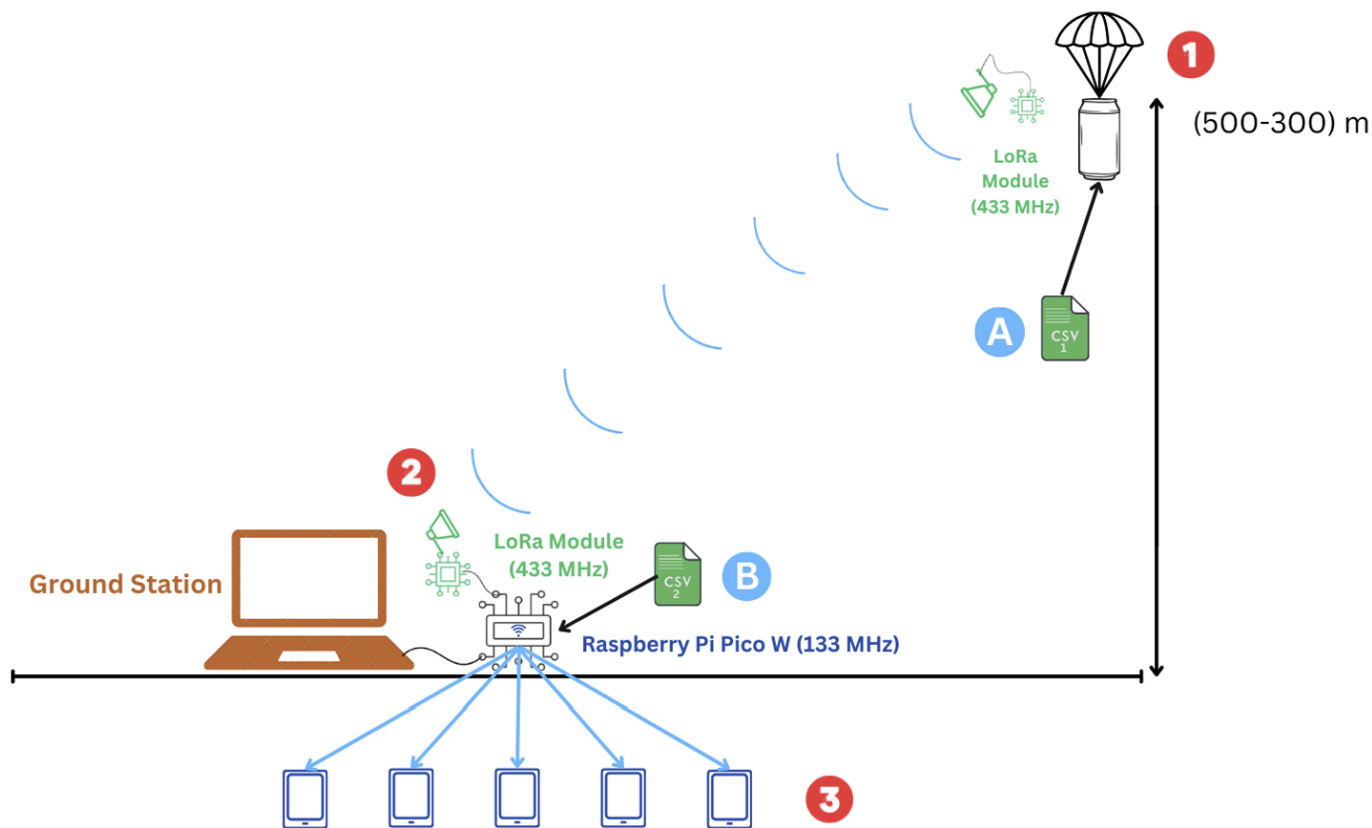 1
(500-300) m
LoRa
Module
(433 MHz)
A
CSV
1
2
LoRa Module
(433 MHz)
Ground Station
CSV
2
B
Raspberry Pi Pico W (133 MHz)
3